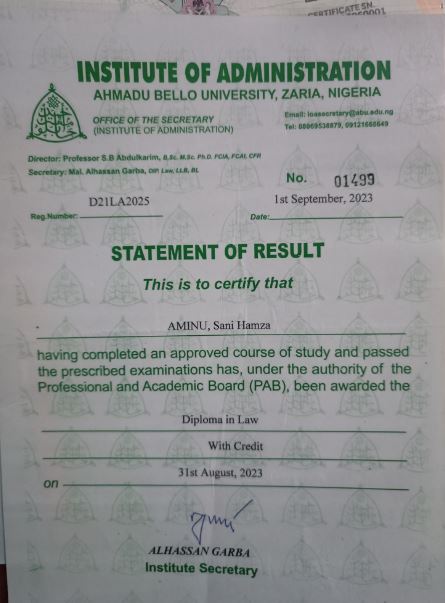 CERTIFICATE SN.
INSTITUTE OF ADMINISTRATION
AHMADU BELLO UNIVERSITY, ZARIA, NIGERIA
OFFICE OF THE SECRETARY
(INSTITUTE OF ADMINISTRATION)
Email: ioasecretary@abu.edu.ng
Tel: 08069538879, 09121666649
Director: Professor S.B Abdulkarim, B.Sc. M.Sc. Ph.D. FCIA, FCAI, CFR
Secretary: Mal. Alhassan Garba, Dip Law, LLB, BL
No. 01499
D21LA2025
1st September, 2023
Reg.Number:
Date:
STATEMENT OF RESULT
This is to certify that
AMINU, Sani Hamza
having completed an approved course of study and passed
the prescribed examinations has, under the authority of the
Professional and Academic Board (PAB), been awarded the
Diploma in Law
With Credit
31st August, 2023
on
ALHASSAN GARBA
Institute Secretary